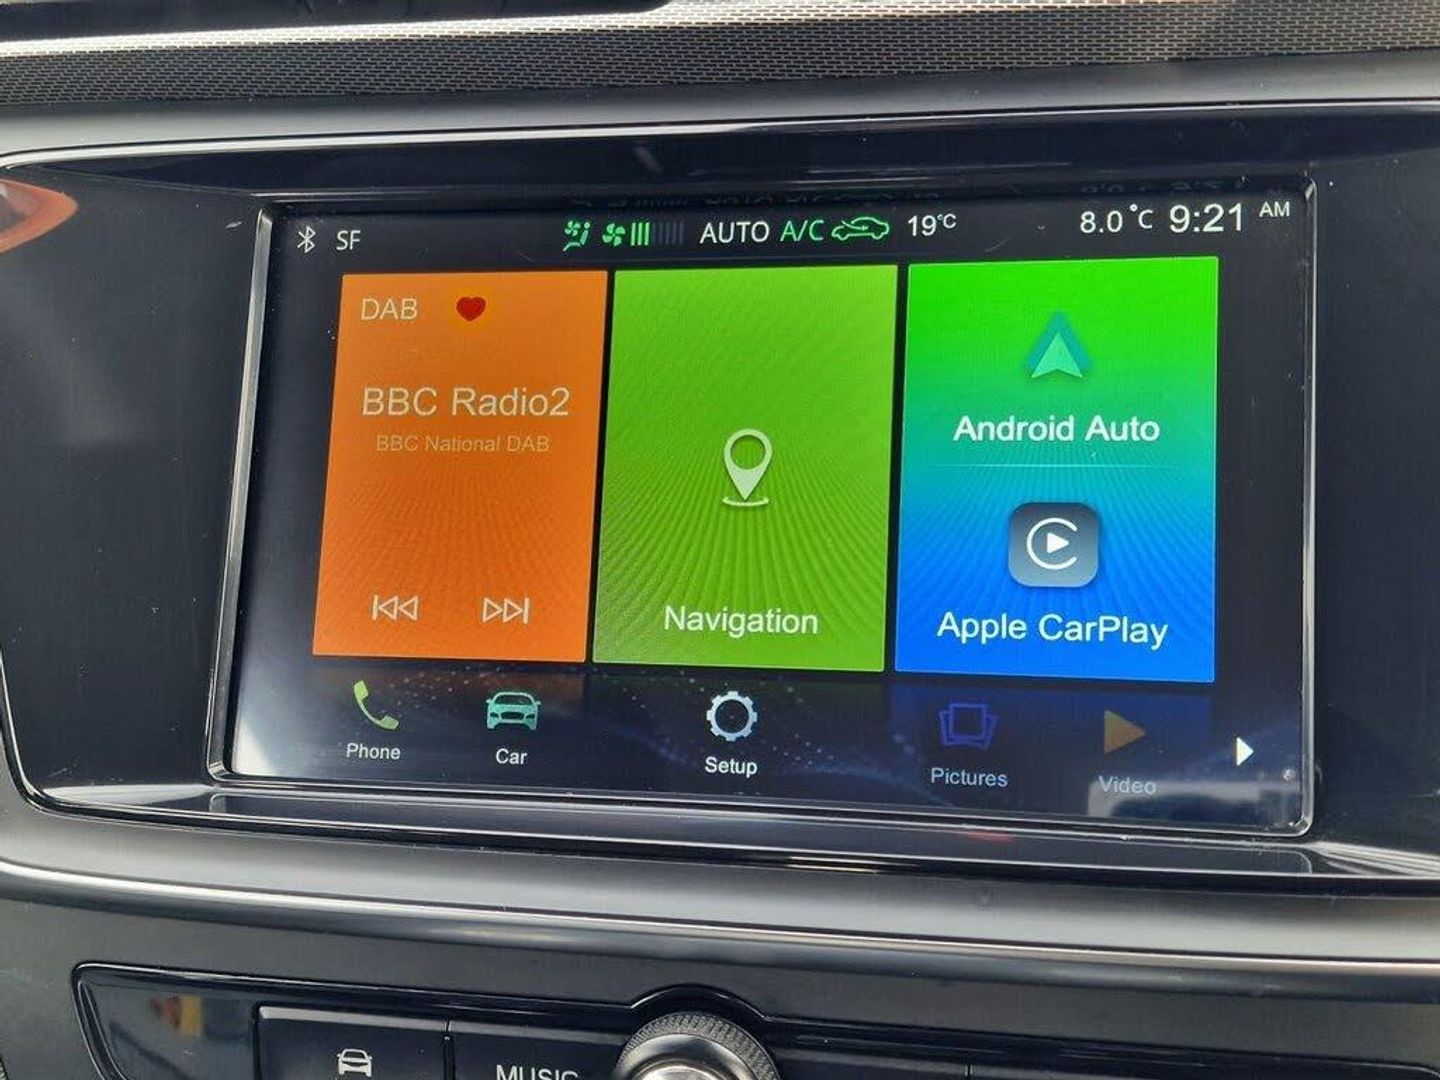 SF AUTO A/C 19°C 8.0°C 9:21 AM
DAB
BBC Radio2
BBC National DAB
Navigation
Android Auto
Apple CarPlay
Phone Car Setup Pictures Video
MUSIC